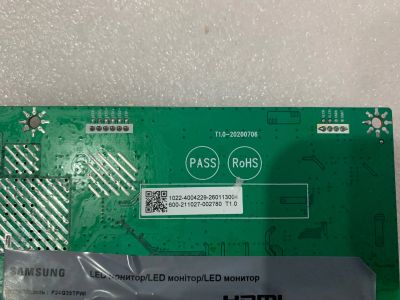 T1.0-20200706
PASS RoHS
1022-4004229-26011300H
600-211027-002780 T1.0
SAMSUNG
LED монитор/LED монітор/LED монитор
HDMI